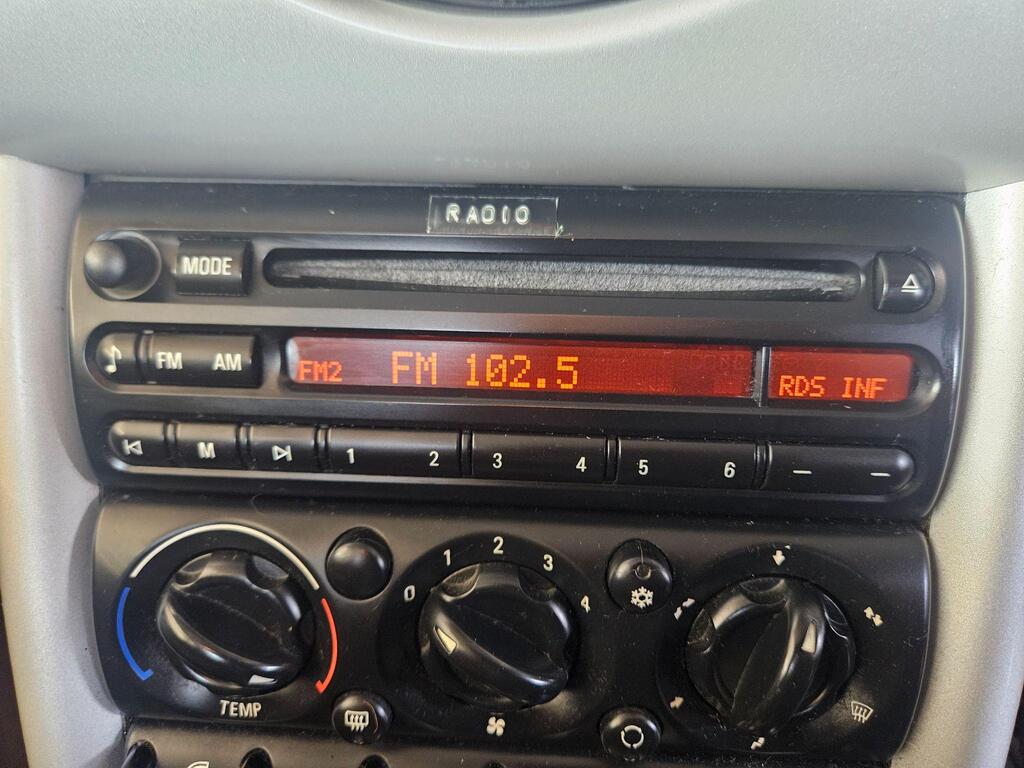 RADIO
MODE
FM AM
FM2 FM 102.5 RDS INF
M 1 2 3 4 5 6
0 1 2 3 4
TEMP